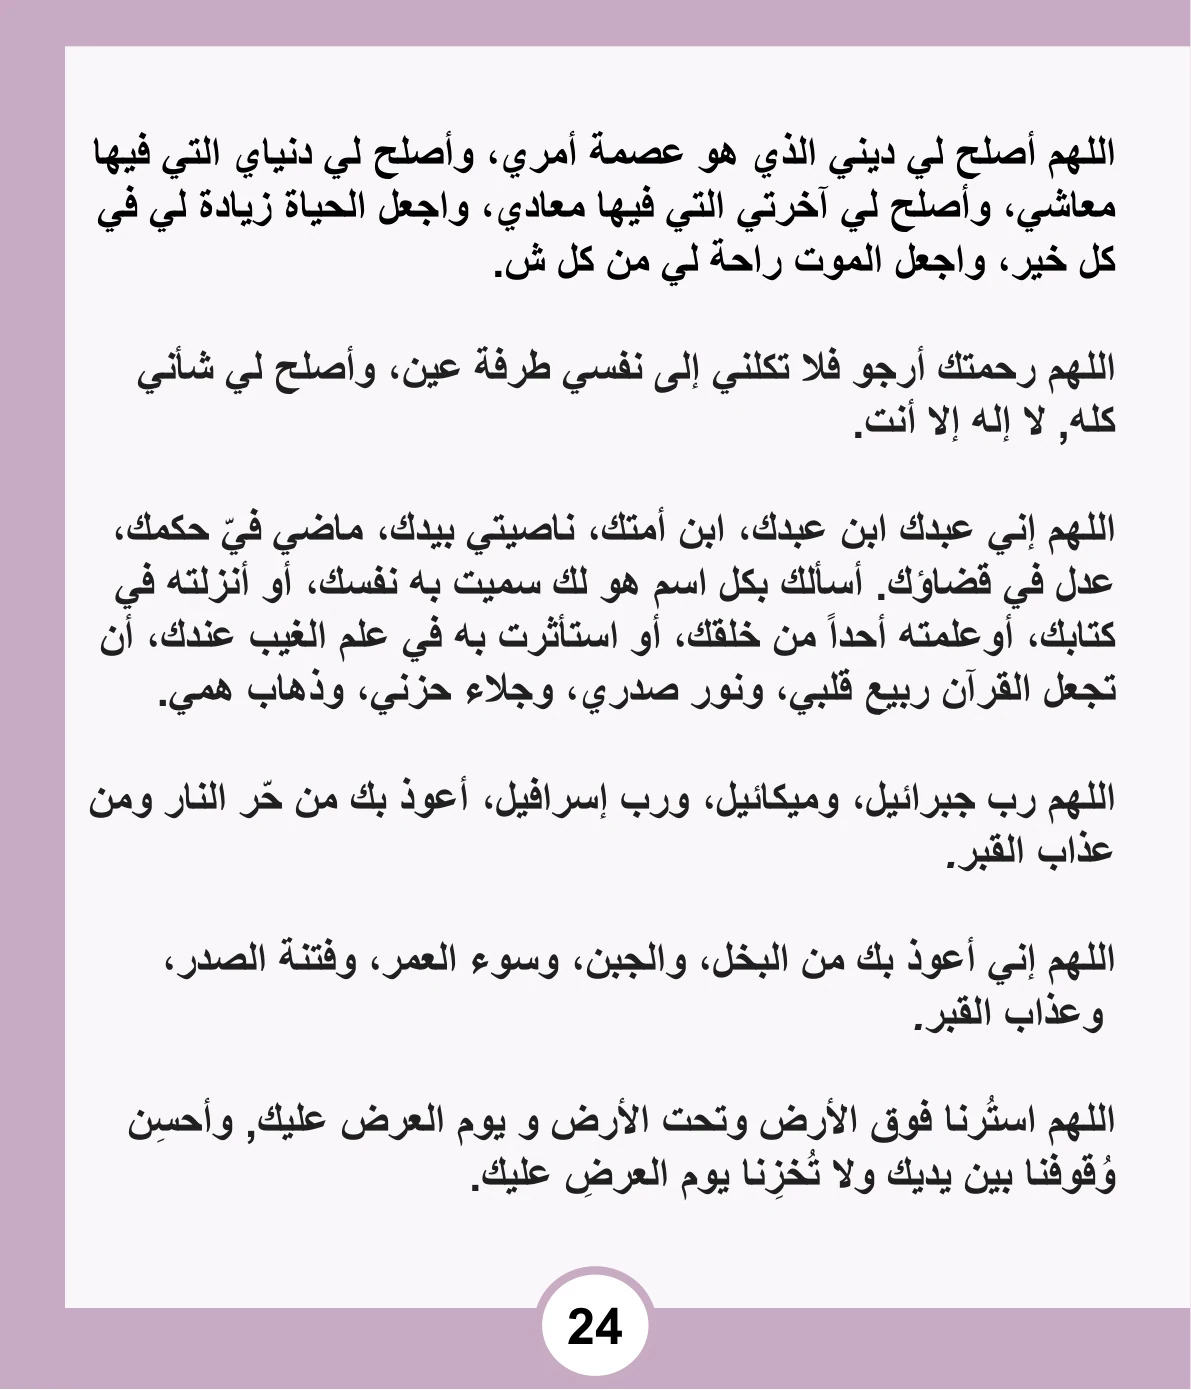 اللهم أصلح لي ديني الذي هو عصمة أمري، وأصلح لي دنياي التي فيها
معاشي، وأصلح لي آخرتي التي فيها معادي، واجعل الحياة زيادة لي في
كل خير، واجعل الموت راحة لي من كل ش.
اللهم رحمتك أرجو فلا تكلني إلى نفسي طرفة عين، وأصلح لي شأني
كله, لا إله إلا أنت.
اللهم إني عبدك ابن عبدك، ابن أمتك، ناصيتي بيدك، ماضي فيّ حكمك،
عدل في قضاؤك. أسألك بكل اسم هو لك سميت به نفسك، أو أنزلته في
كتابك، أوعلمته أحداً من خلقك، أو استأثرت به في علم الغيب عندك، أن
تجعل القرآن ربيع قلبي، ونور صدري، وجلاء حزني، وذهاب همي.
اللهم رب جبرائيل، وميكائيل، ورب إسرافيل، أعوذ بك من حّر النار ومن
عذاب القبر.
اللهم إني أعوذ بك من البخل، والجبن، وسوء العمر، وفتنة الصدر،
وعذاب القبر.
اللهم استُرنا فوق الأرض وتحت الأرض و يوم العرض عليك, وأحسِن
وُقوفنا بين يديك ولا تُخزِنا يوم العرضِ عليك.
24